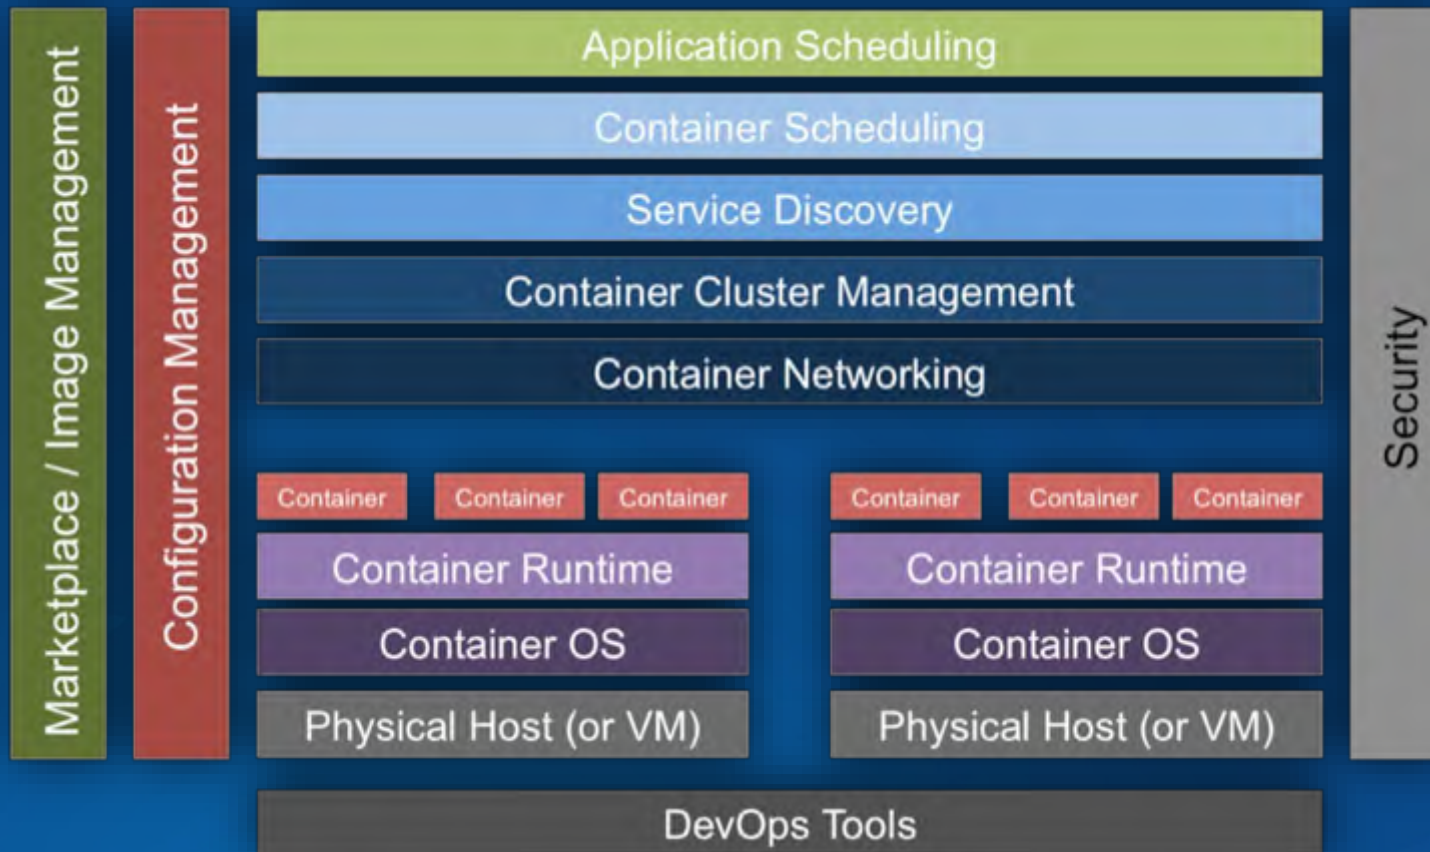 Marketplace / Image Management
Configuration Management
Application Scheduling
Container Scheduling
Service Discovery
Container Cluster Management
Container Networking
Container
Container
Container
Container Runtime
Container OS
Physical Host (or VM)
Container
Container
Container
Container Runtime
Container OS
Physical Host (or VM)
DevOps Tools
Security